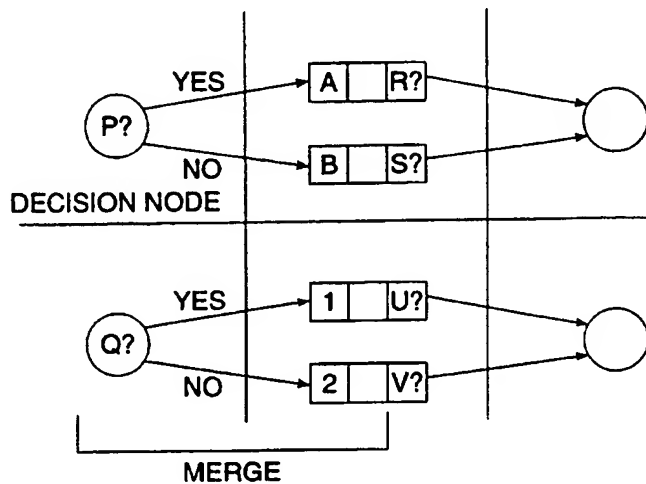 YES
A R?
P?
NO
B S?
DECISION NODE
YES
1 U?
Q?
NO
2 V?
MERGE